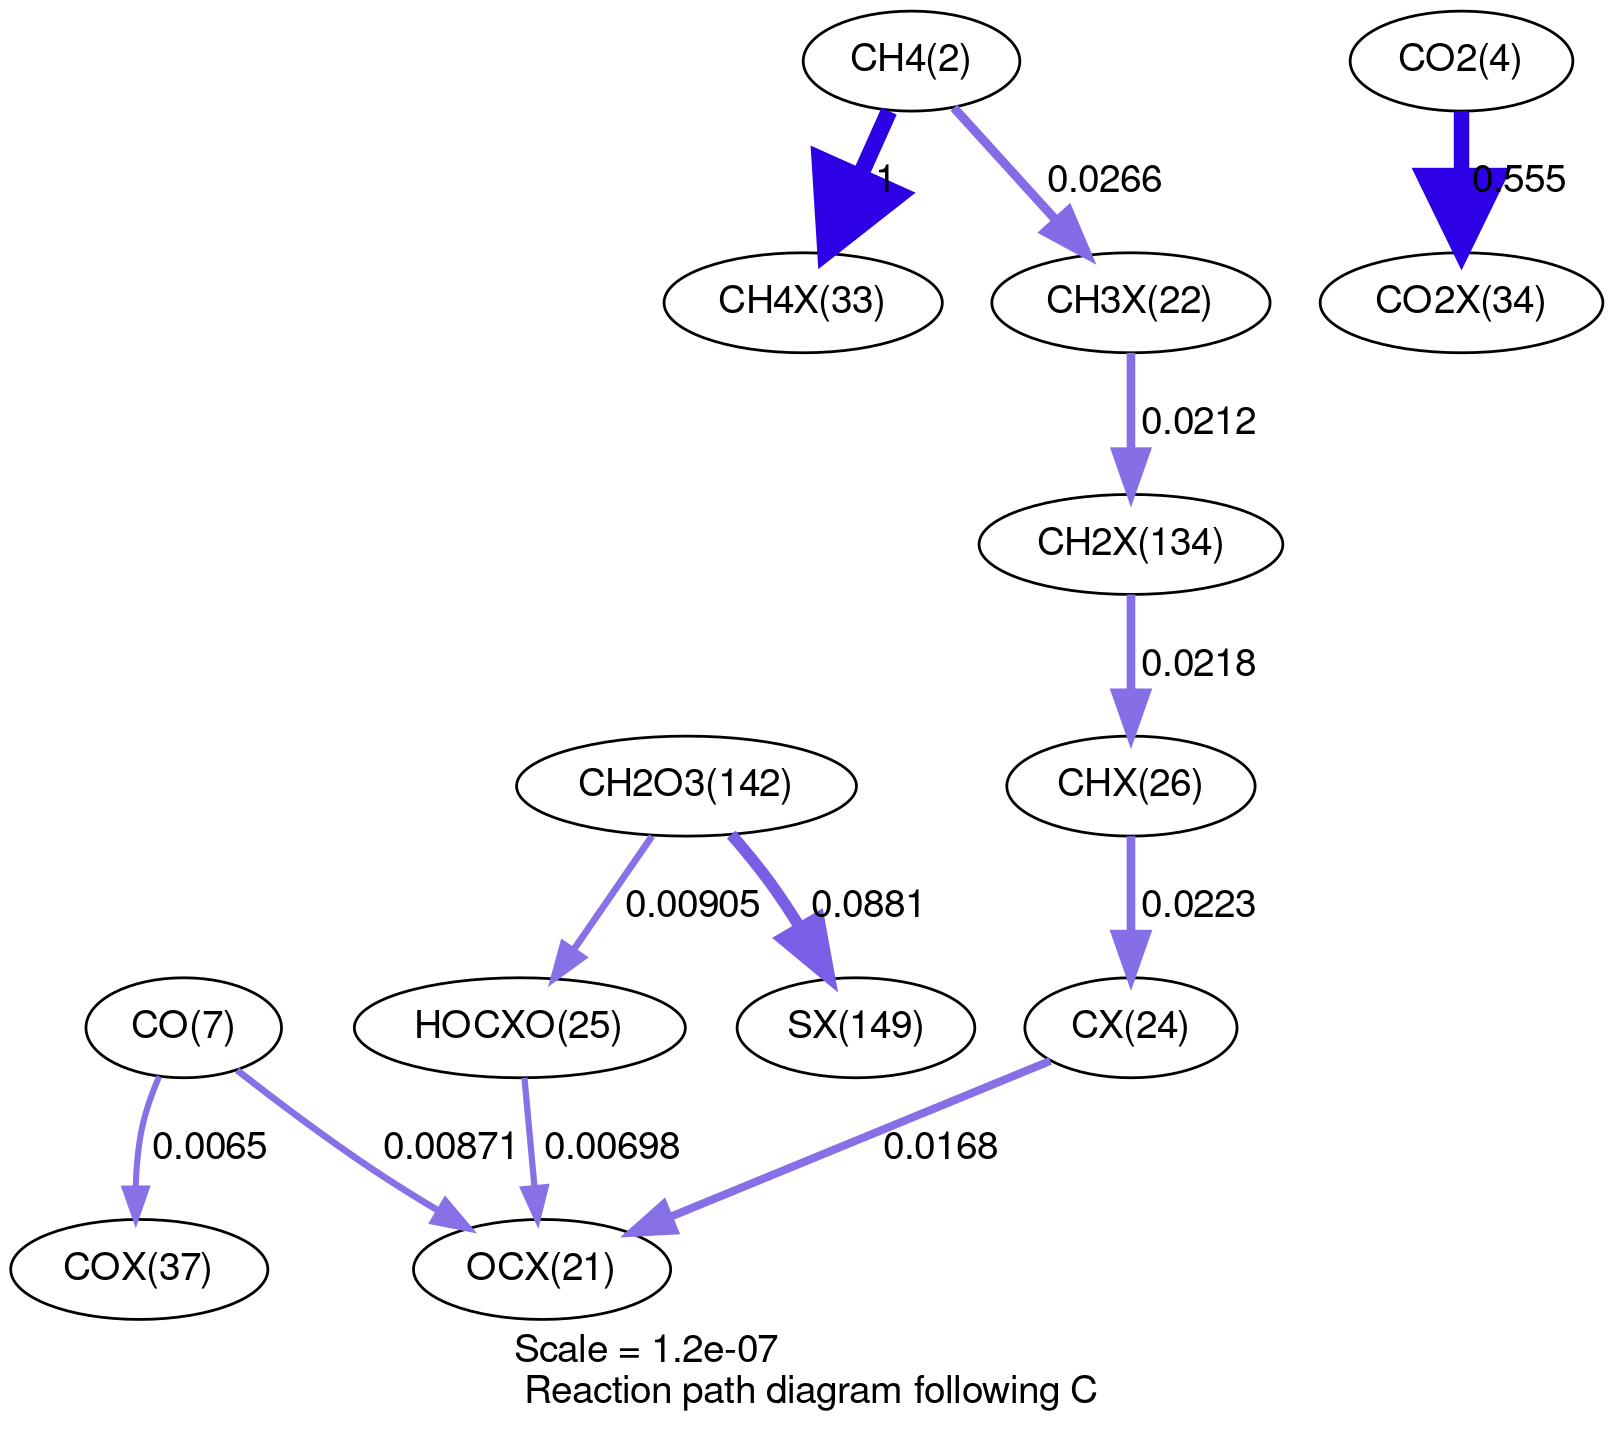 CH4(2)
CO2(4)
1
0.0266
0.555
CH4X(33)
CH3X(22)
CO2X(34)
0.0212
CH2X(134)
0.0218
CH2O3(142)
CHX(26)
0.00905
0.0881
0.0223
CO(7)
HOCXO(25)
SX(149)
CX(24)
0.0065
0.00871
0.00698
0.0168
COX(37)
OCX(21)
Scale = 1.2e-07
Reaction path diagram following C